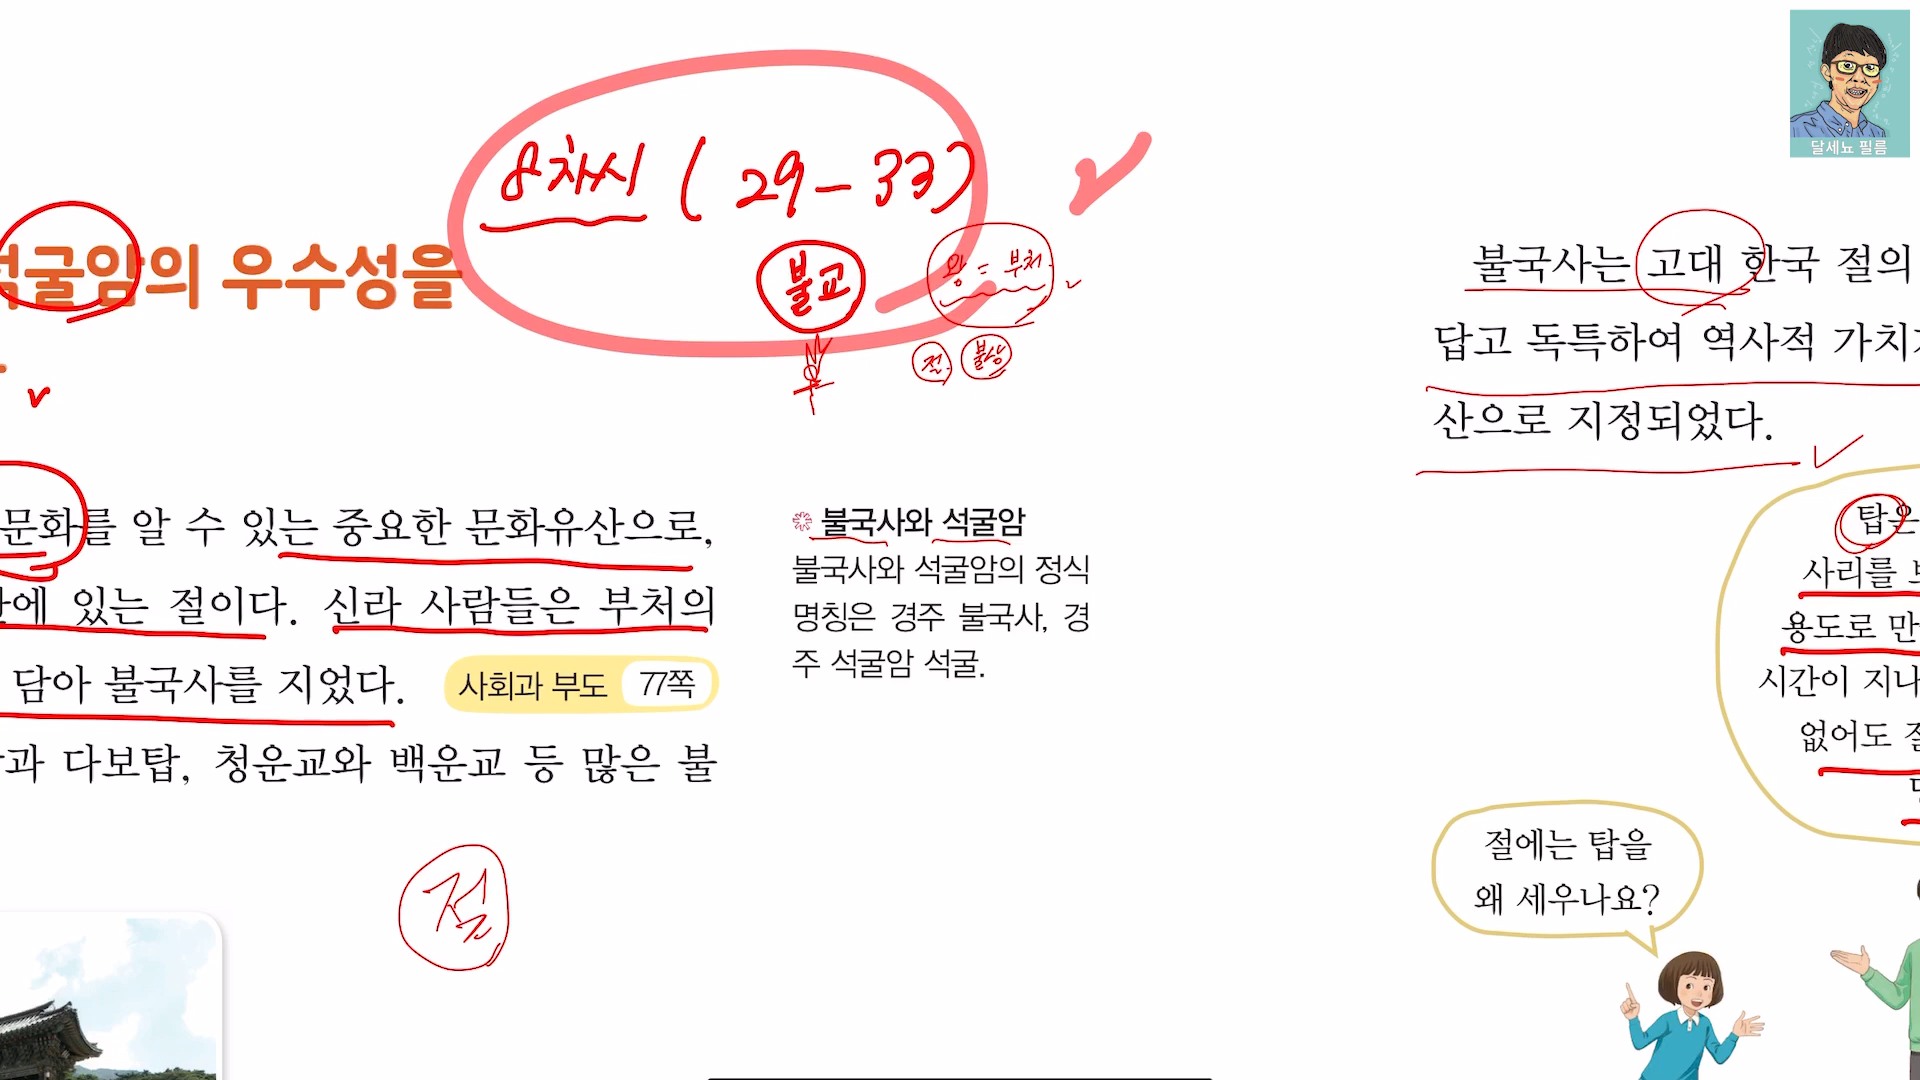 달세뇨 필름
8차시 (29-33)
석굴암의 우수성을
불교
왕 = 부처
절
불상
문화를 알 수 있는 중요한 문화유산으로,
에 있는 절이다. 신라 사람들은 부처의
담아 불국사를 지었다.
사회과 부도 77쪽
과 다보탑, 청운교와 백운교 등 많은 불
절
불국사와 석굴암
불국사와 석굴암의 정식
명칭은 경주 불국사, 경
주 석굴암 석굴.
불국사는 고대 한국 절의
답고 독특하여 역사적 가치가
산으로 지정되었다.
탑은
사리를
용도로 만
시간이 지나
없어도 절
절에는 탑을
왜 세우나요?